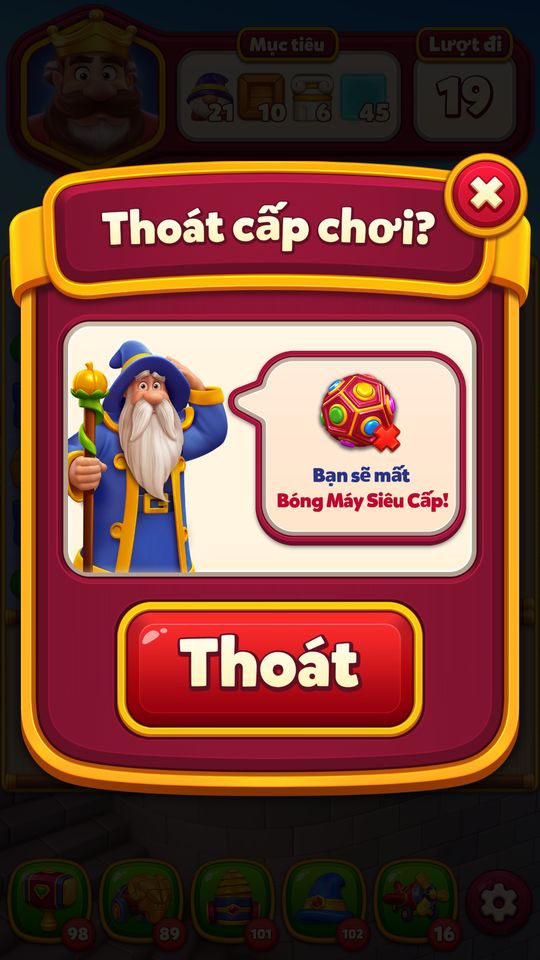 Mục tiêu
Lượt đi
21
10
6
45
19
Thoát cấp chơi?
Bạn sẽ mất
Bóng Máy Siêu Cấp!
Thoát
98
89
101
102
16